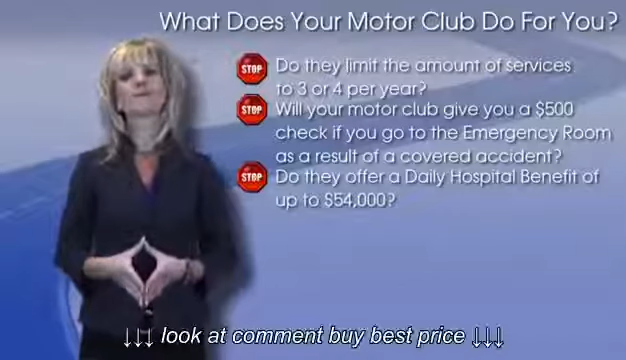 What Does Your Motor Club Do For You?
STOP Do they limit the amount of services
to 3 or 4 per year?
STOP Will your motor club give you a $500
check if you go to the Emergency Room
as a result of a covered accident?
STOP Do they offer a Daily Hospital Benefit of
up to $54,000?
↓↓↓ look at comment buy best price ↓↓↓